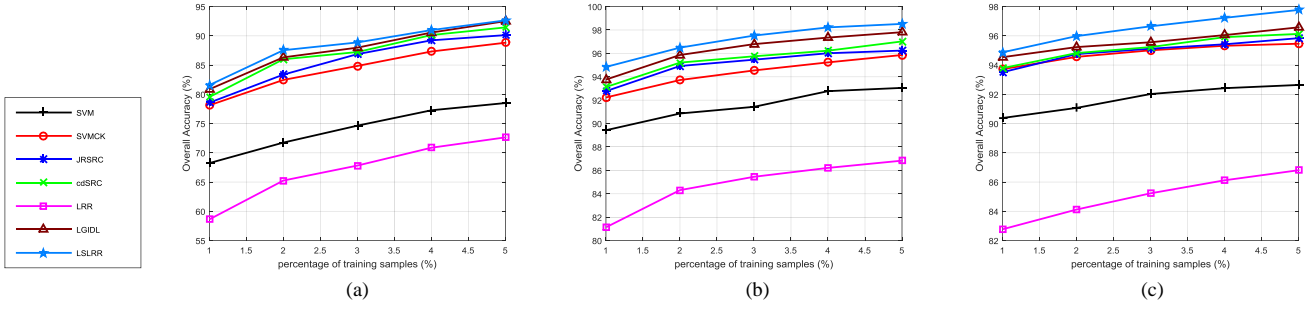 SVM
SVMCK
JRSRC
cdSRC
LRR
LGIDL
LSLRR
Overall Accuracy (%)
95
90
85
80
75
70
65
60
55
1 1.5 2 2.5 3 3.5 4 4.5 5
percentage of training samples (%)
(a)
Overall Accuracy (%)
100
98
96
94
92
90
88
86
84
82
80
1 1.5 2 2.5 3 3.5 4 4.5 5
percentage of training samples (%)
(b)
Overall Accuracy (%)
98
96
94
92
90
88
86
84
82
1 1.5 2 2.5 3 3.5 4 4.5 5
percentage of training samples (%)
(c)